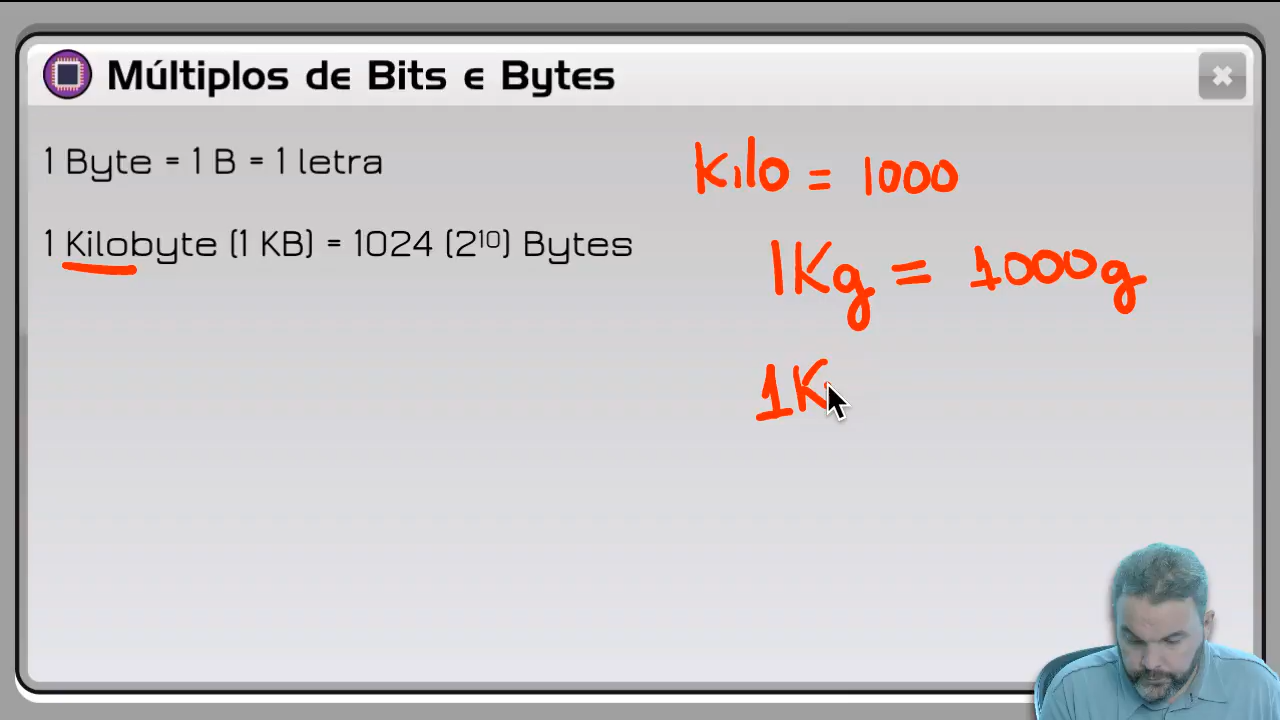 Múltiplos de Bits e Bytes
1 Byte = 1 B = 1 letra
1 Kilobyte (1 KB) = 1024 (2¹⁰) Bytes
Kilo = 1000
1Kg = 1000g
1K